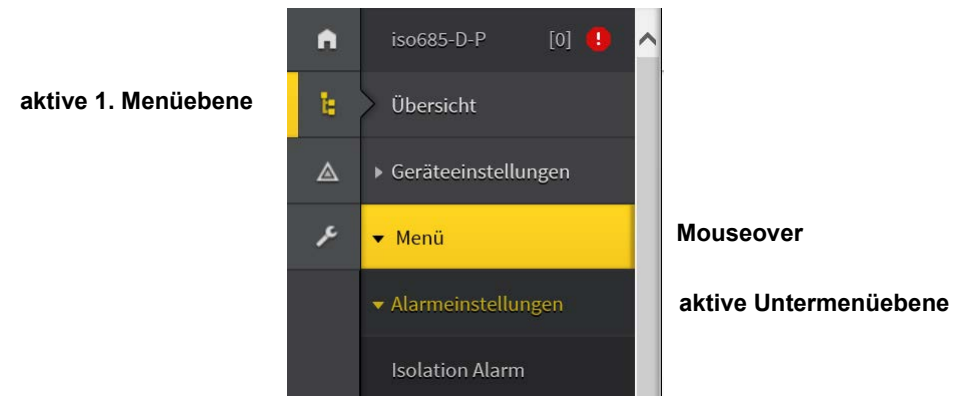 iso685-D-P [0]
aktive 1. Menüebene
Übersicht
Geräteeinstellungen
Menü
Mouseover
Alarmeinstellungen
aktive Untermenüebene
Isolation Alarm